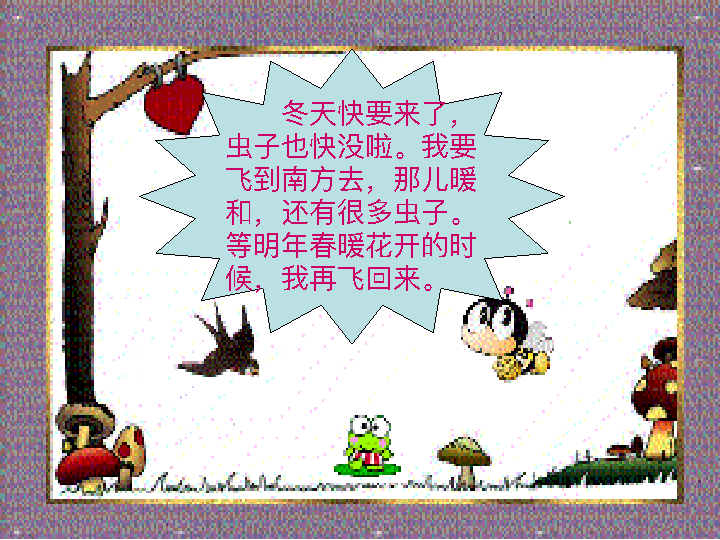 冬天快要来了，
虫子也快没啦。我要
飞到南方去，那儿暖
和，还有很多虫子。
等明年春暖花开的时
候，我再飞回来。